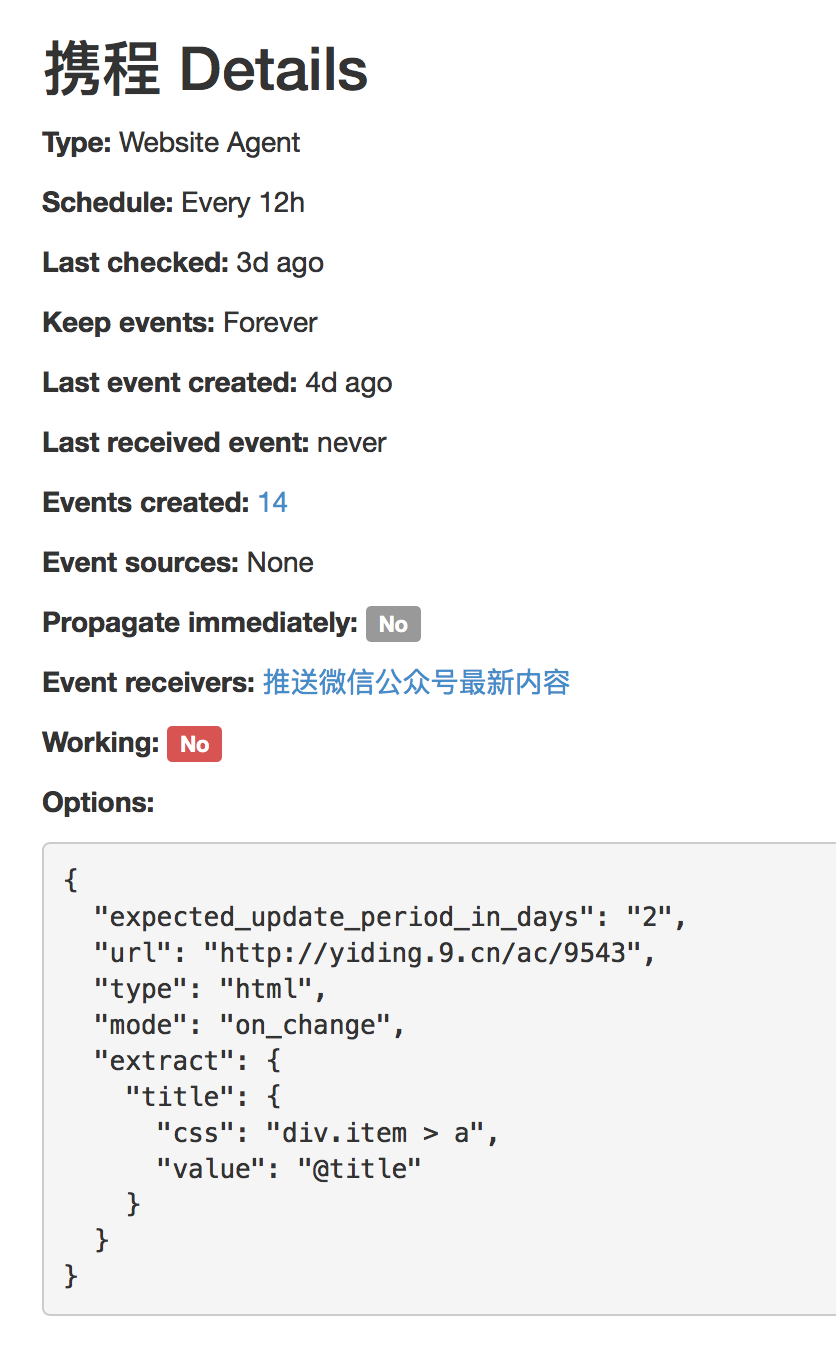 携程 Details
Type: Website Agent
Schedule: Every 12h
Last checked: 3d ago
Keep events: Forever
Last event created: 4d ago
Last received event: never
Events created: 14
Event sources: None
Propagate immediately: No
Event receivers: 推送微信公众号最新内容
Working: No
Options:
{
  "expected_update_period_in_days": "2",
  "url": "http://yiding.9.cn/ac/9543",
  "type": "html",
  "mode": "on_change",
  "extract": {
    "title": {
      "css": "div.item > a",
      "value": "@title"
    }
  }
}